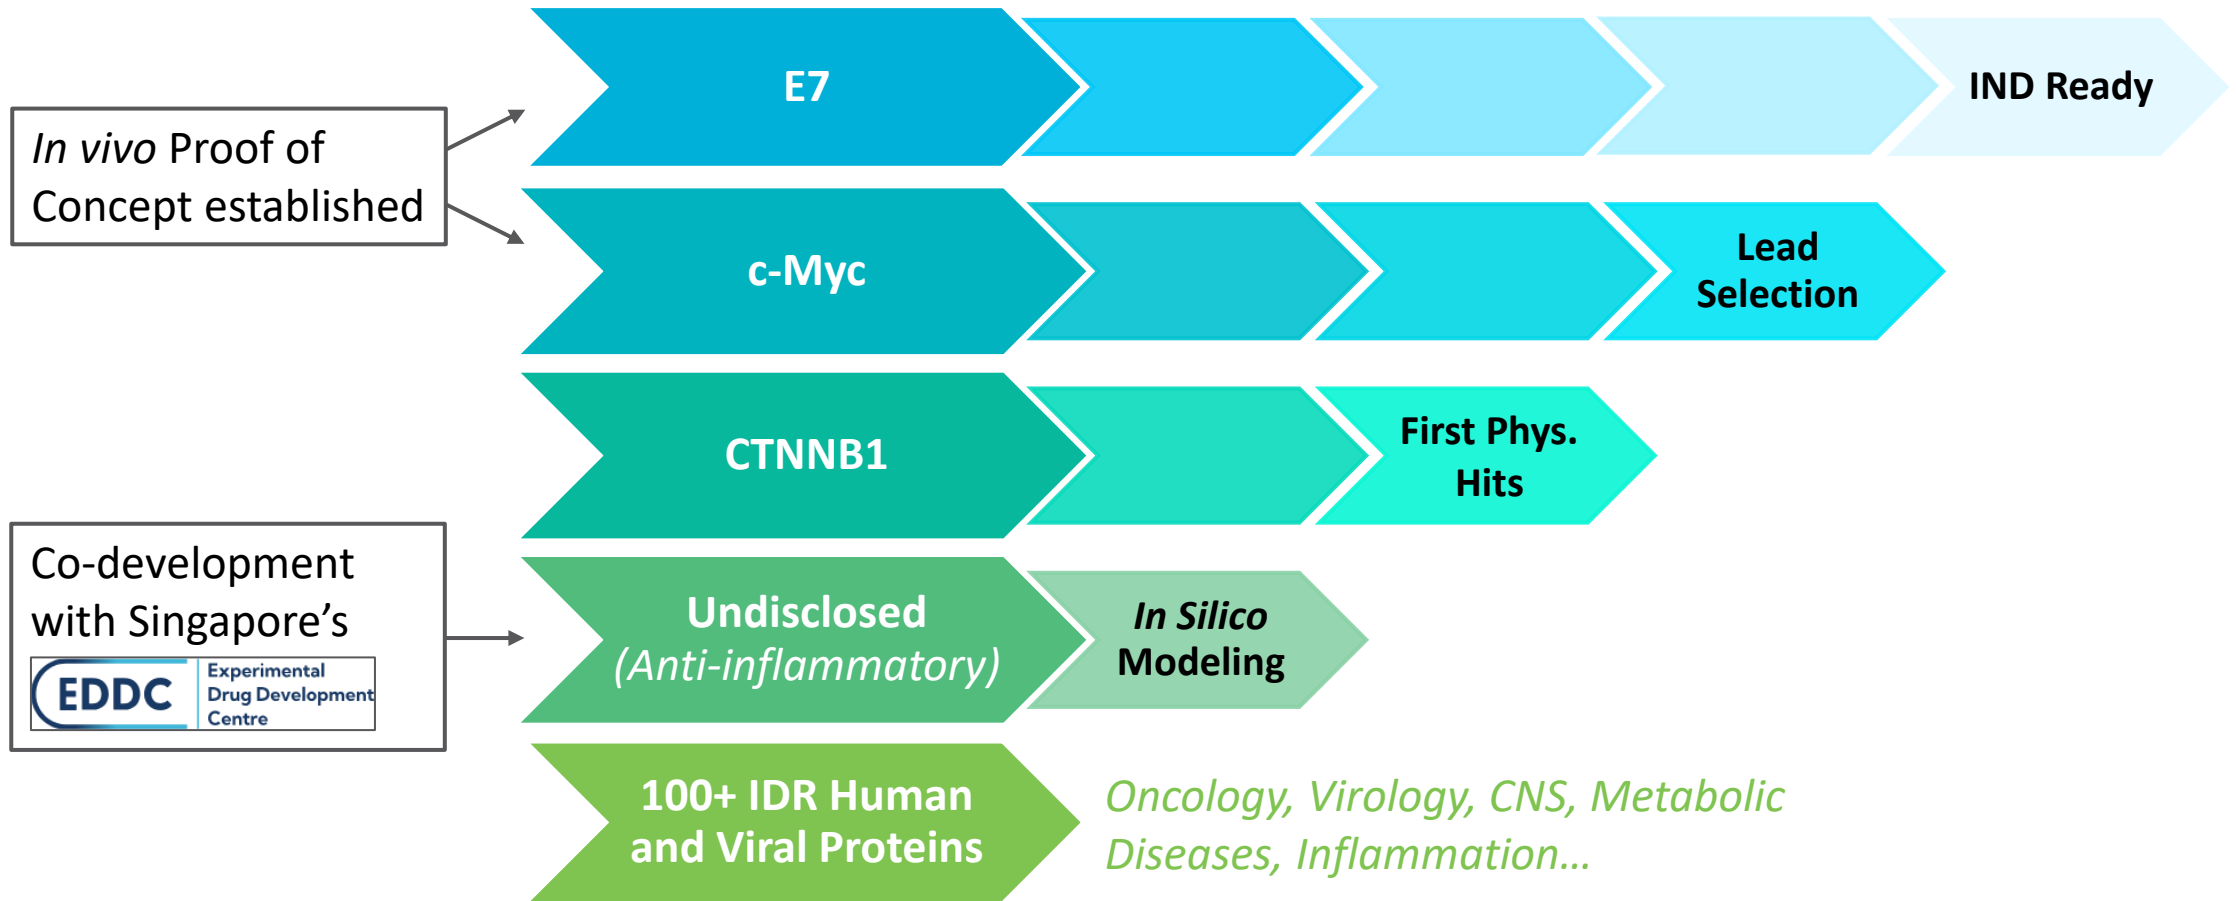 In vivo Proof of
Concept established
E7
IND Ready
c-Myc
Lead
Selection
CTNNB1
First Phys.
Hits
Co-development
with Singapore’s
EDDC
Experimental
Drug Development
Centre
Undisclosed
(Anti-inflammatory)
In Silico
Modeling
100+ IDR Human
and Viral Proteins
Oncology, Virology, CNS, Metabolic
Diseases, Inflammation...